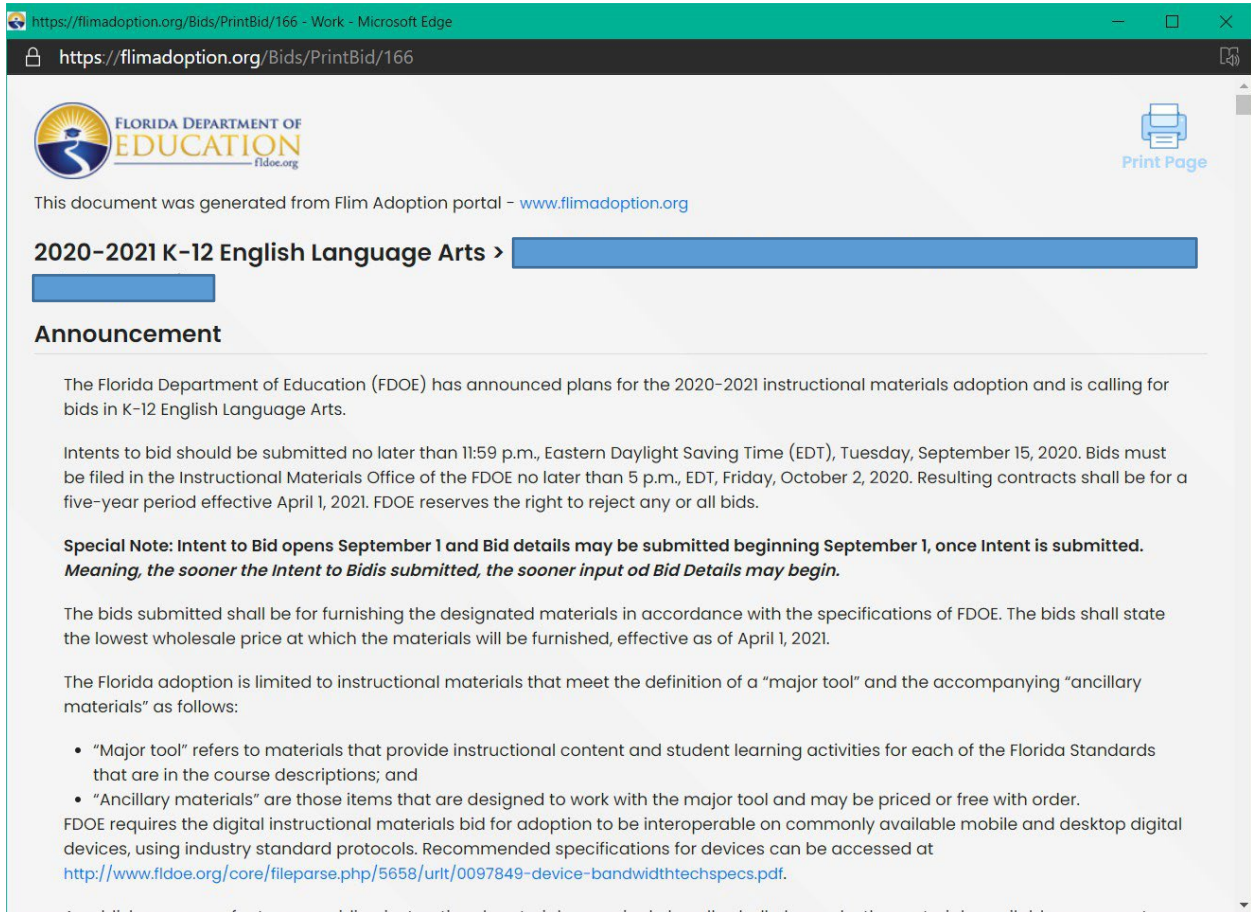 https://flimadoption.org/Bids/PrintBid/166 - Work - Microsoft Edge
https://flimadoption.org/Bids/PrintBid/166
FLORIDA DEPARTMENT OF
EDUCATION
fldoe.org
Print Page
This document was generated from Flim Adoption portal - www.flimadoption.org
2020-2021 K-12 English Language Arts >
Announcement
The Florida Department of Education (FDOE) has announced plans for the 2020-2021 instructional materials adoption and is calling for
bids in K-12 English Language Arts.
Intents to bid should be submitted no later than 11:59 p.m., Eastern Daylight Saving Time (EDT), Tuesday, September 15, 2020. Bids must
be filed in the Instructional Materials Office of the FDOE no later than 5 p.m., EDT, Friday, October 2, 2020. Resulting contracts shall be for a
five-year period effective April 1, 2021. FDOE reserves the right to reject any or all bids.
Special Note: Intent to Bid opens September 1 and Bid details may be submitted beginning September 1, once Intent is submitted.
Meaning, the sooner the Intent to Bidis submitted, the sooner input od Bid Details may begin.
The bids submitted shall be for furnishing the designated materials in accordance with the specifications of FDOE. The bids shall state
the lowest wholesale price at which the materials will be furnished, effective as of April 1, 2021.
The Florida adoption is limited to instructional materials that meet the definition of a “major tool” and the accompanying “ancillary
materials” as follows:
• “Major tool” refers to materials that provide instructional content and student learning activities for each of the Florida Standards
that are in the course descriptions; and
• “Ancillary materials” are those items that are designed to work with the major tool and may be priced or free with order.
FDOE requires the digital instructional materials bid for adoption to be interoperable on commonly available mobile and desktop digital
devices, using industry standard protocols. Recommended specifications for devices can be accessed at
http://www.fldoe.org/core/fileparse.php/5658/urlt/0097849-device-bandwidthtechspecs.pdf.